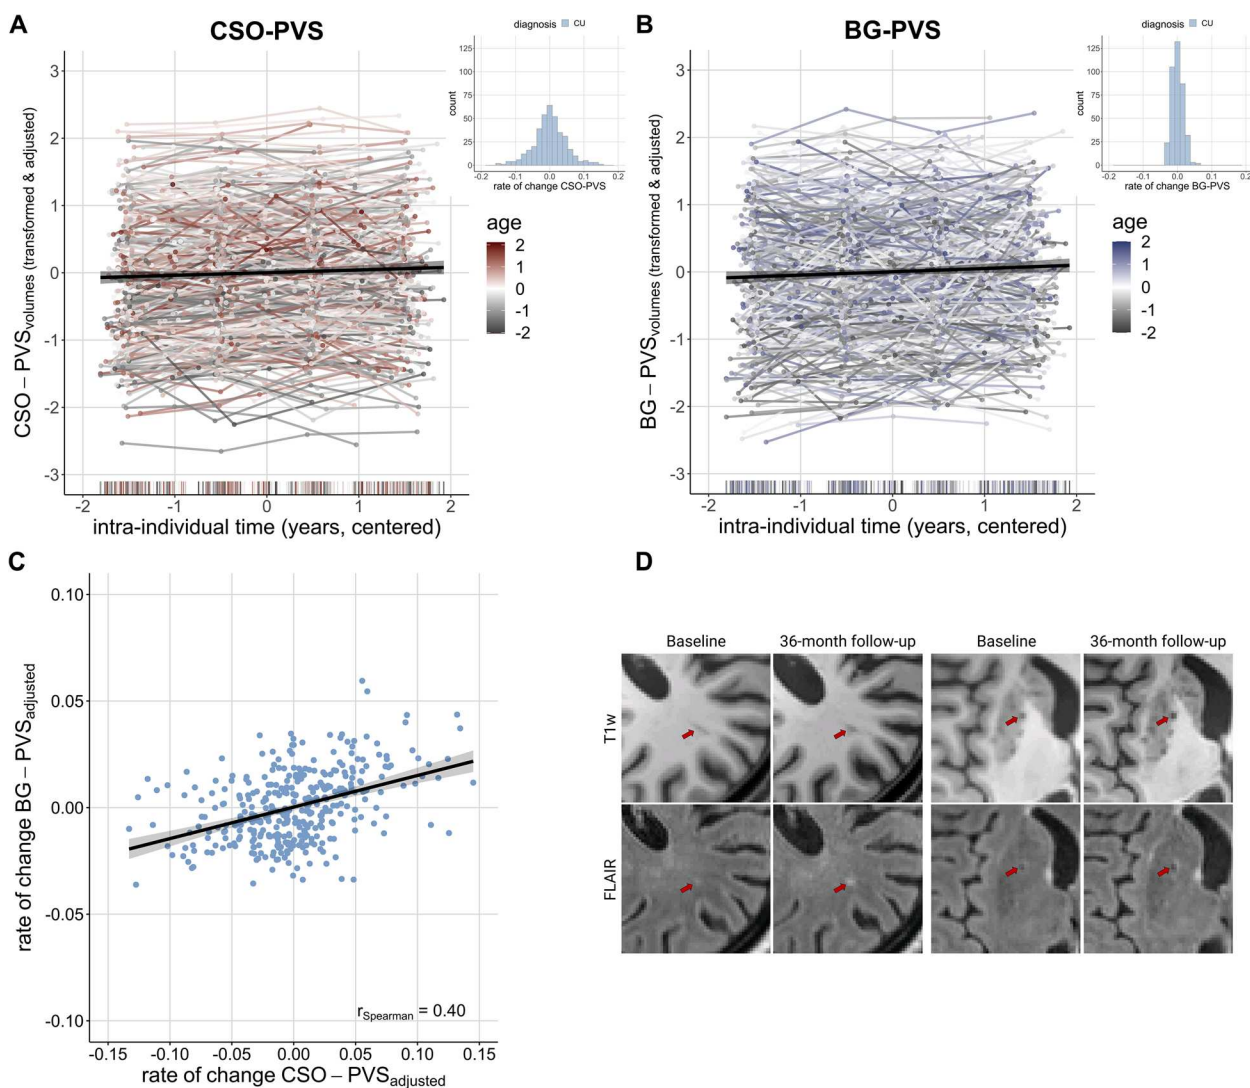 A
CSO-PVS
diagnosis CU
125
100
75
50
25
0
count
-0.2 -0.1 0.0 0.1 0.2
rate of change CSO-PVS
3
2
1
0
-1
-2
-3
CSO – PVSvolumes (transformed & adjusted)
-2 -1 0 1 2
intra-individual time (years, centered)
age
2
1
0
-1
-2
B
BG-PVS
diagnosis CU
125
100
75
50
25
0
count
-0.2 -0.1 0.0 0.1 0.2
rate of change BG-PVS
3
2
1
0
-1
-2
-3
BG – PVSvolumes (transformed & adjusted)
-2 -1 0 1 2
intra-individual time (years, centered)
age
2
1
0
-1
-2
C
0.10
0.05
0.00
-0.05
-0.10
rate of change BG – PVSadjusted
rSpearman = 0.40
-0.15 -0.10 -0.05 0.00 0.05 0.10 0.15
rate of change CSO – PVSadjusted
D
Baseline 36-month follow-up Baseline 36-month follow-up
T1w
FLAIR